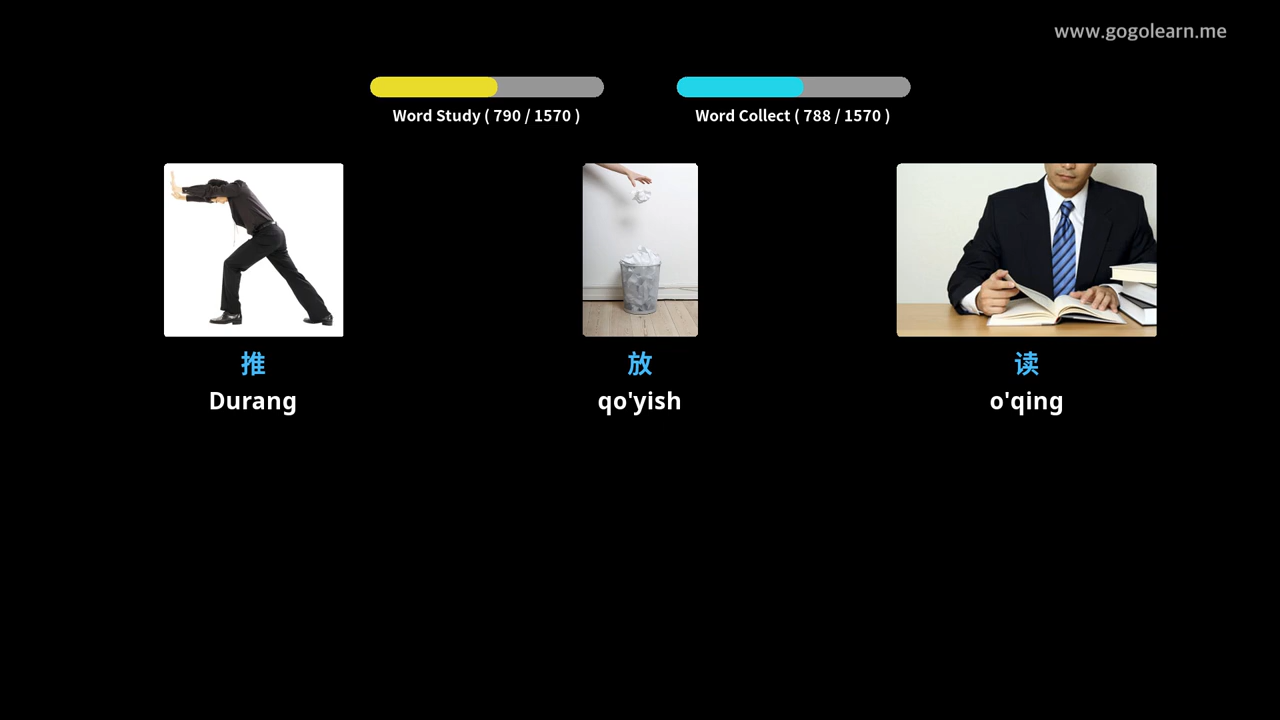 www.gogolearn.me
Word Study ( 790 / 1570 )
Word Collect ( 788 / 1570 )
推
放
读
Durang
qo'yish
o'qing